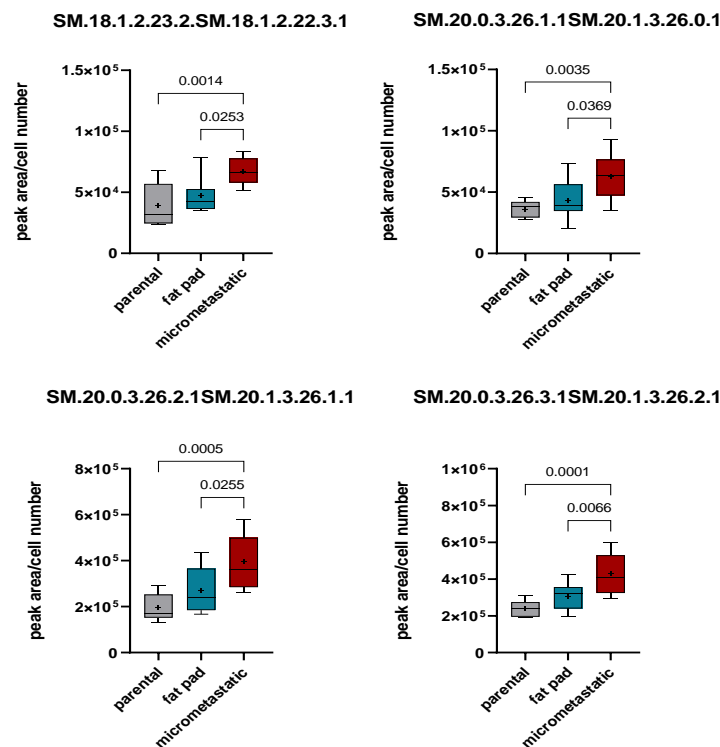 SM.18.1.2.23.2.SM.18.1.2.22.3.1
peak area/cell number
1.5×10⁵
1×10⁵
5×10⁴
0
0.0014
0.0253
parental
fat pad
micrometastatic
SM.20.0.3.26.1.1SM.20.1.3.26.0.1
peak area/cell number
1.5×10⁵
1×10⁵
5×10⁴
0
0.0035
0.0369
parental
fat pad
micrometastatic
SM.20.0.3.26.2.1SM.20.1.3.26.1.1
peak area/cell number
8×10⁵
6×10⁵
4×10⁵
2×10⁵
0
0.0005
0.0255
parental
fat pad
micrometastatic
SM.20.0.3.26.3.1SM.20.1.3.26.2.1
peak area/cell number
1×10⁶
8×10⁵
6×10⁵
4×10⁵
2×10⁵
0
0.0001
0.0066
parental
fat pad
micrometastatic